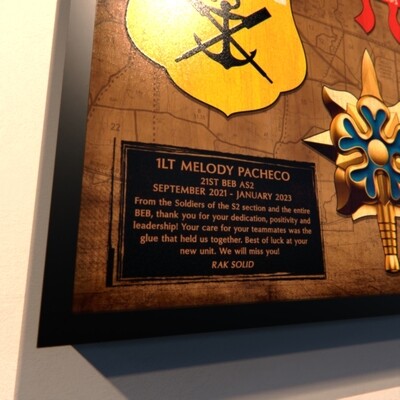 1LT MELODY PACHECO
21ST BEB AS2
SEPTEMBER 2021 - JANUARY 2023
From the Soldiers of the S2 section and the entire
BEB, thank you for your dedication, positivity and
leadership! Your care for your teammates was the
glue that held us together. Best of luck at your
new unit. We will miss you!
RAK SOLID
22